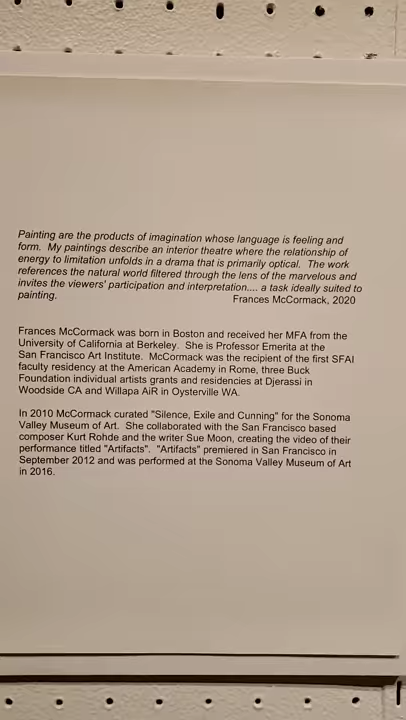 Painting are the products of imagination whose language is feeling and
form. My paintings describe an interior theatre where the relationship of
energy to limitation unfolds in a drama that is primarily optical. The work
references the natural world filtered through the lens of the marvelous and
invites the viewers' participation and interpretation.... a task ideally suited to
painting. Frances McCormack, 2020
Frances McCormack was born in Boston and received her MFA from the
University of California at Berkeley. She is Professor Emerita at the
San Francisco Art Institute. McCormack was the recipient of the first SFAI
faculty residency at the American Academy in Rome, three Buck
Foundation individual artists grants and residencies at Djerassi in
Woodside CA and Willapa AiR in Oysterville WA.
In 2010 McCormack curated "Silence, Exile and Cunning" for the Sonoma
Valley Museum of Art. She collaborated with the San Francisco based
composer Kurt Rohde and the writer Sue Moon, creating the video of their
performance titled "Artifacts". "Artifacts" premiered in San Francisco in
September 2012 and was performed at the Sonoma Valley Museum of Art
in 2016.